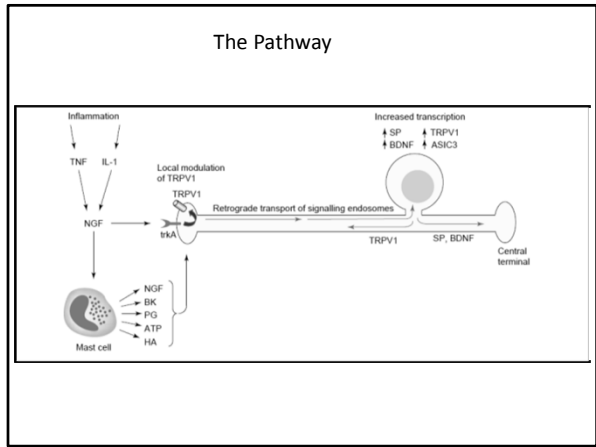 The Pathway
Inflammation
TNF IL-1
NGF
Local modulation
of TRPV1
TRPV1
trkA
Retrograde transport of signalling endosomes
Increased transcription
SP TRPV1
BDNF ASIC3
TRPV1
SP, BDNF
Central
terminal
NGF
BK
PG
ATP
HA
Mast cell